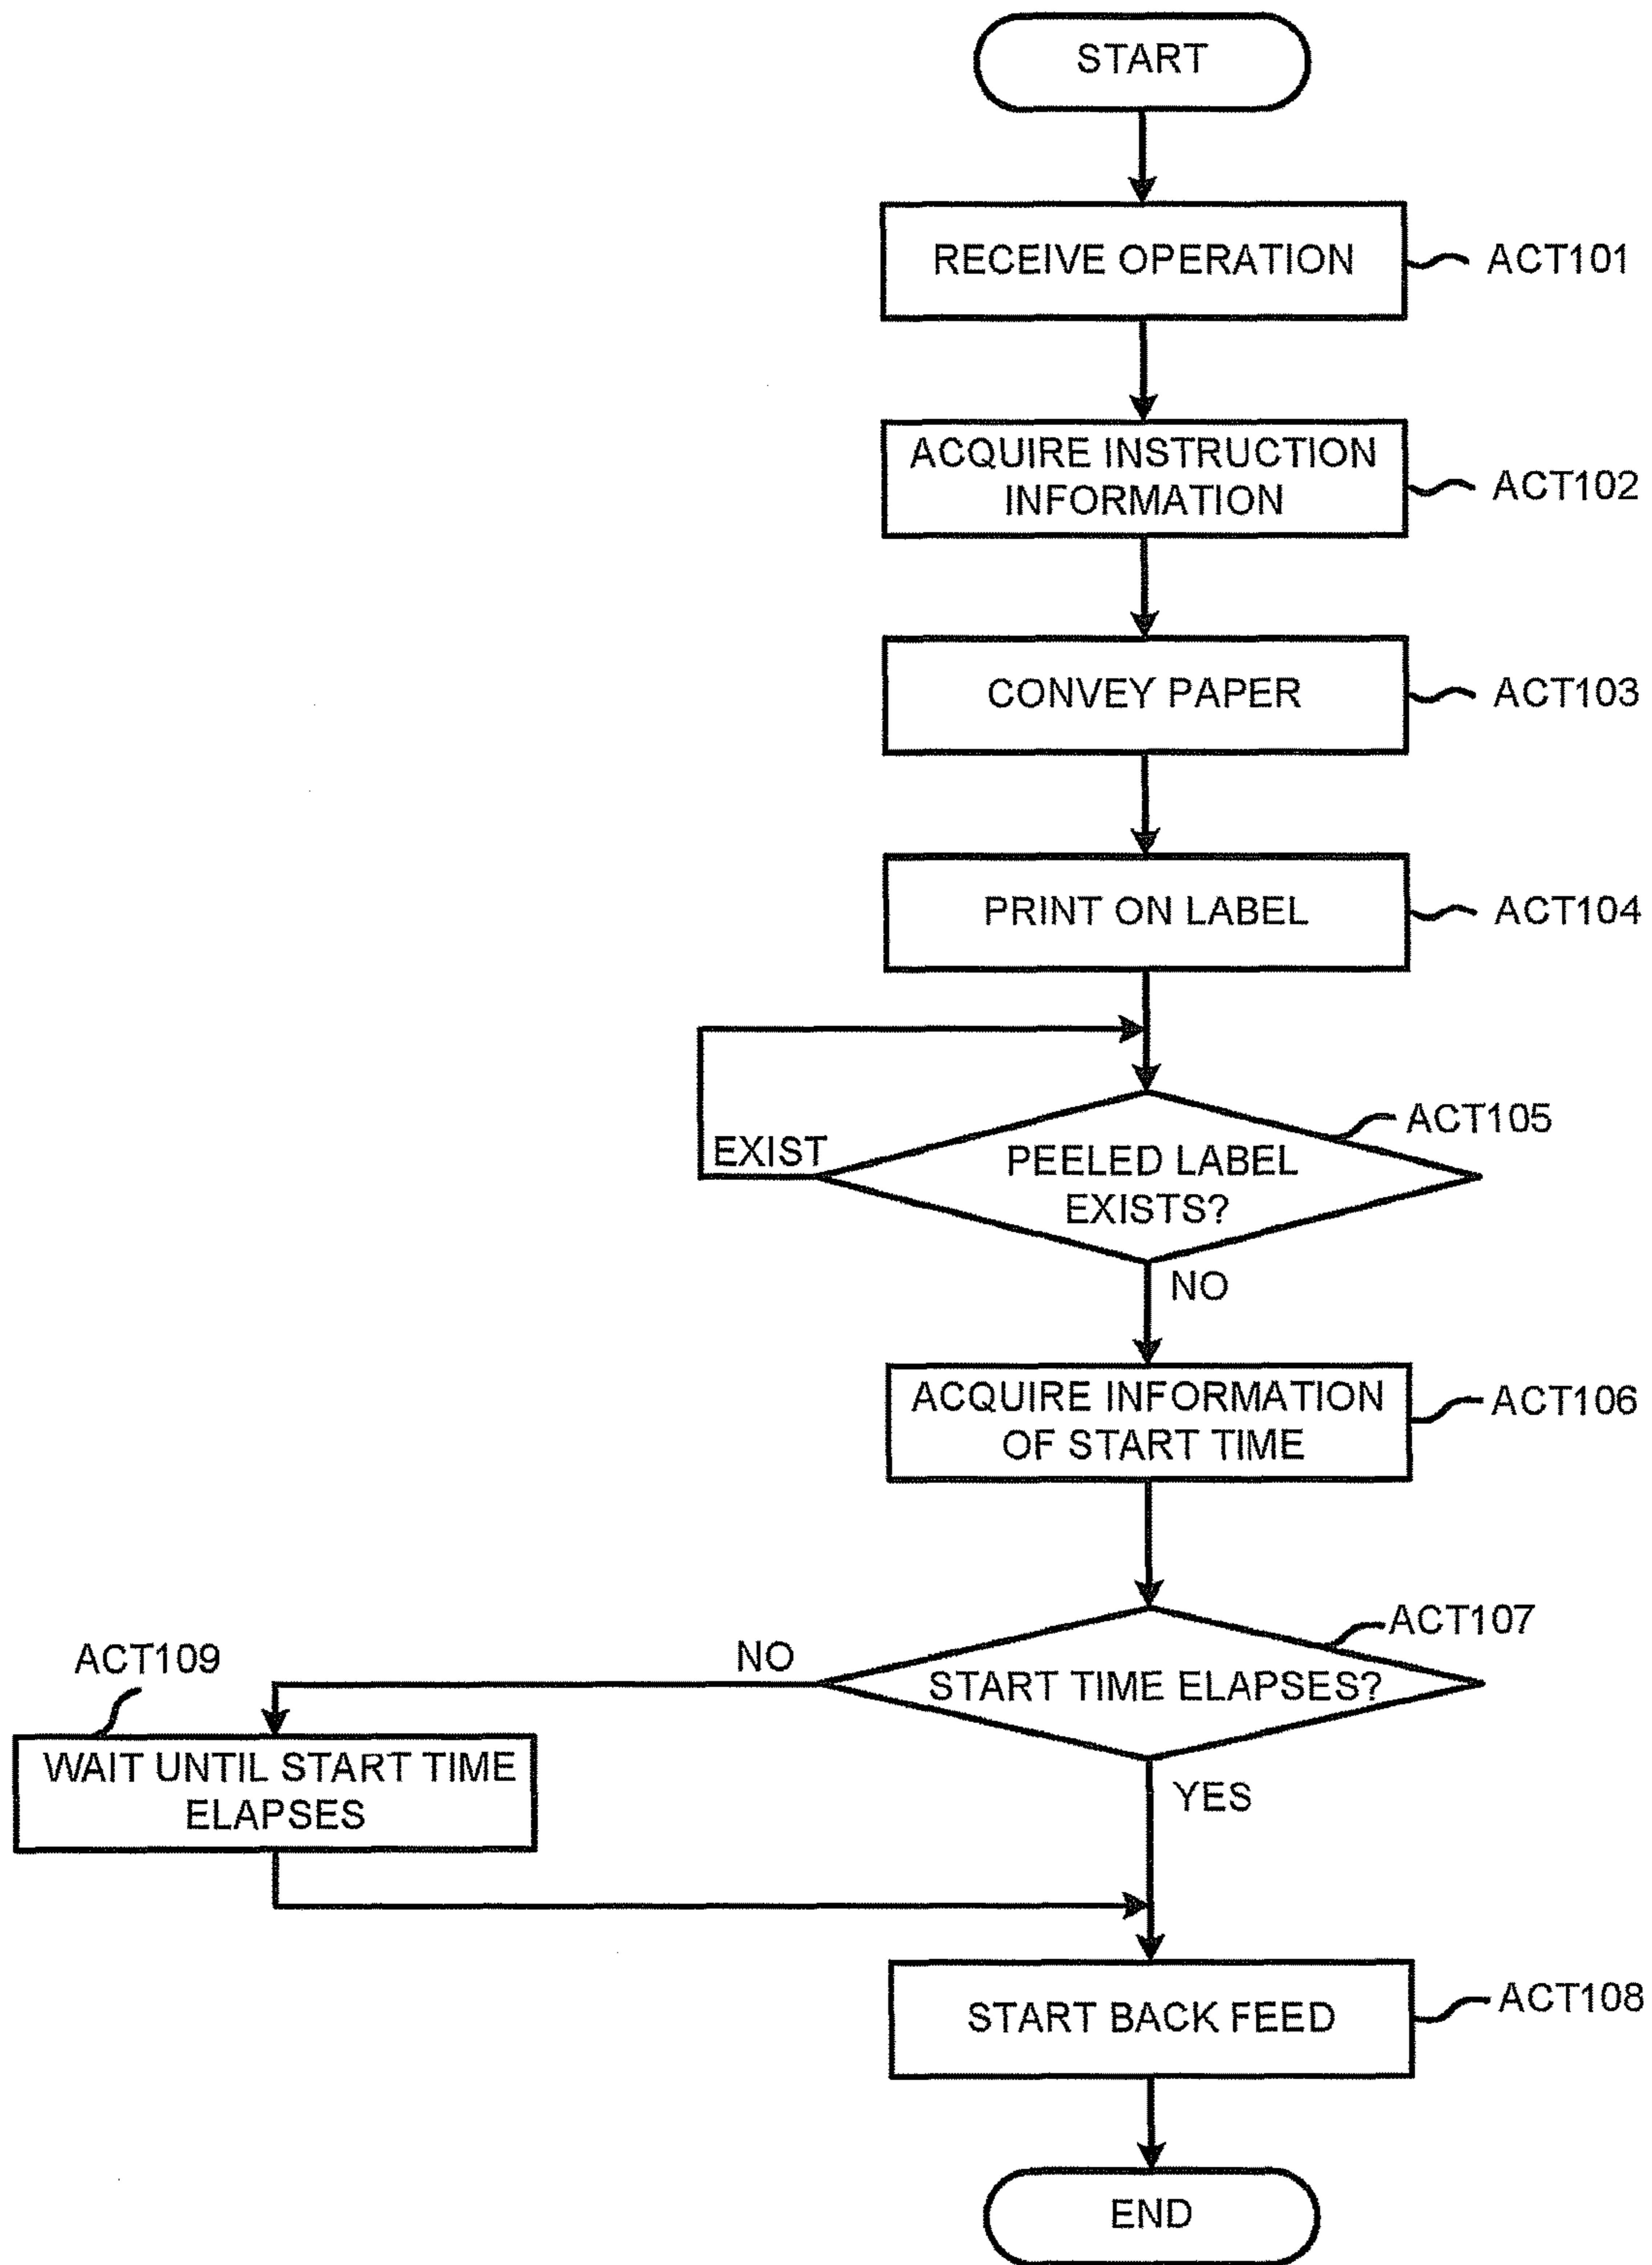 START
RECEIVE OPERATION
ACT101
ACQUIRE INSTRUCTION
INFORMATION
ACT102
CONVEY PAPER
ACT103
PRINT ON LABEL
ACT104
ACT105
EXIST
PEELED LABEL
EXISTS?
NO
ACQUIRE INFORMATION
OF START TIME
ACT106
ACT107
NO
START TIME ELAPSES?
ACT109
WAIT UNTIL START TIME
ELAPSES
YES
START BACK FEED
ACT108
END